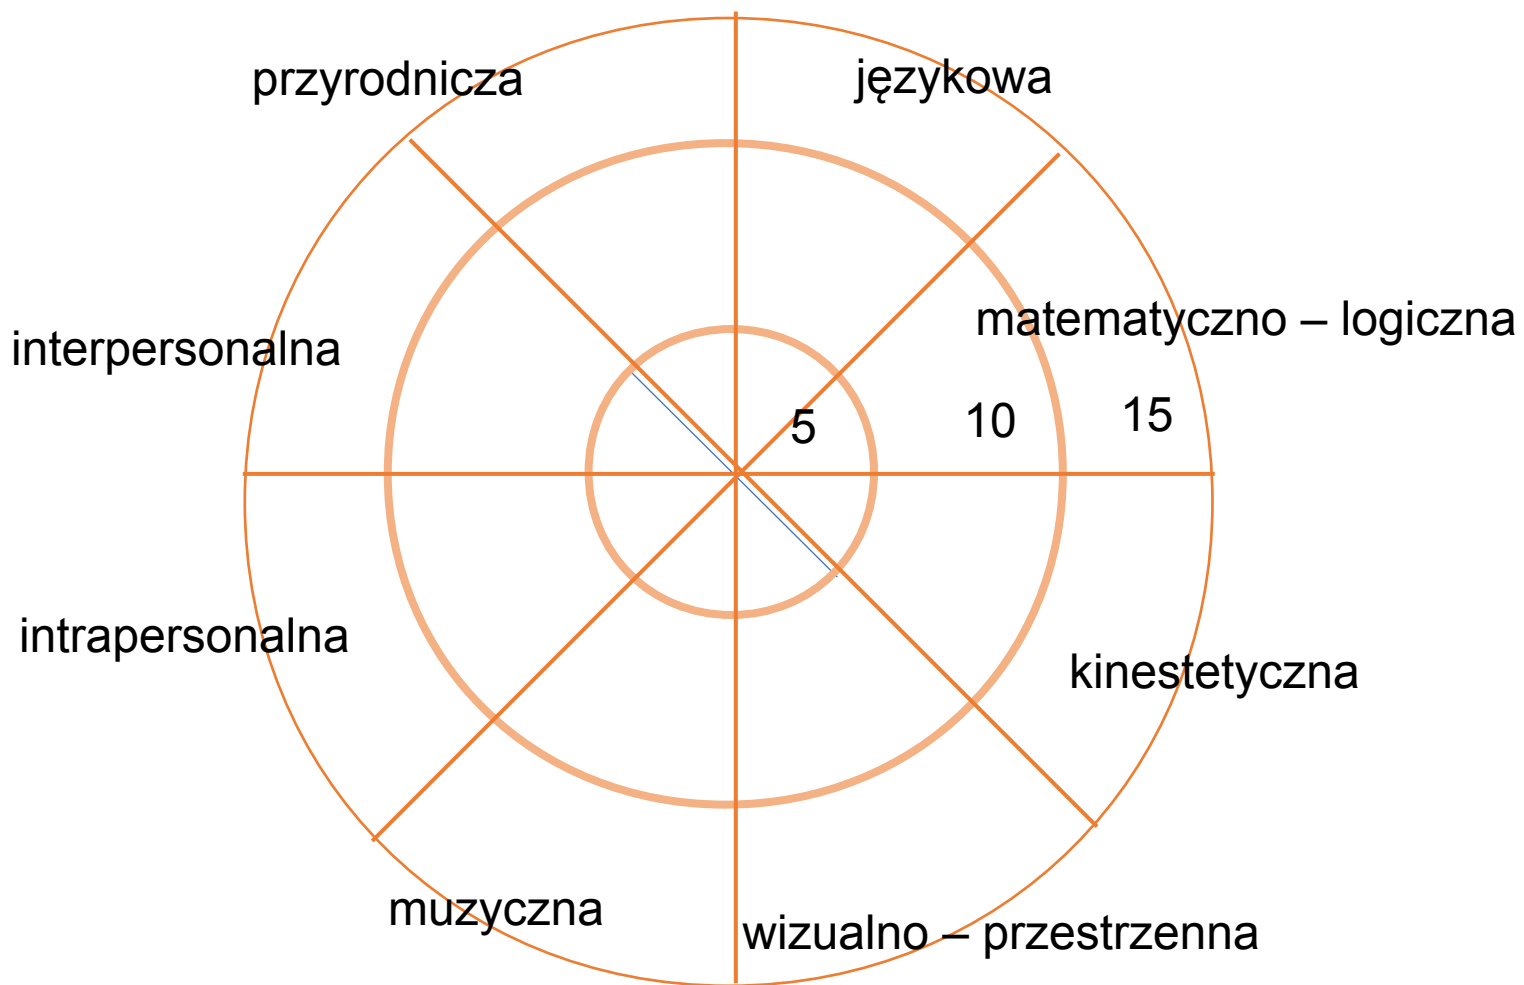 przyrodnicza
językowa
matematyczno – logiczna
interpersonalna
5
10
15
intrapersonalna
kinestetyczna
muzyczna
wizualno – przestrzenna